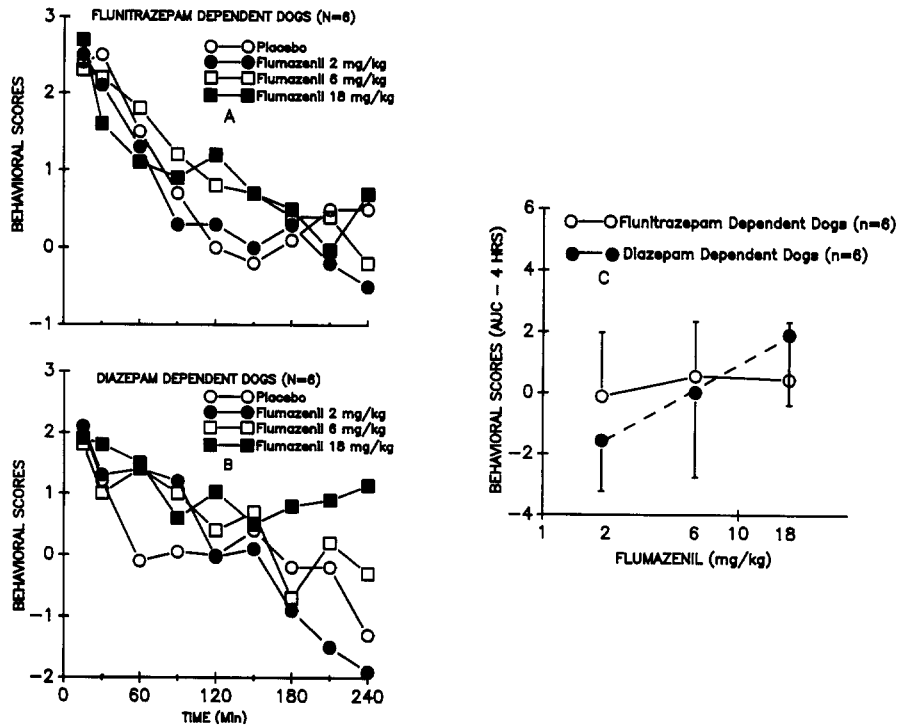 FLUNITRAZEPAM DEPENDENT DOGS (N=6)
Placebo
Flumazenil 2 mg/kg
Flumazenil 6 mg/kg
Flumazenil 18 mg/kg
A
BEHAVIORAL SCORES
3
2
1
0
-1
DIAZEPAM DEPENDENT DOGS (N=6)
Placebo
Flumazenil 2 mg/kg
Flumazenil 6 mg/kg
Flumazenil 18 mg/kg
B
BEHAVIORAL SCORES
3
2
1
0
-1
-2
0 60 120 180 240
TIME (Min)
Flunitrazepam Dependent Dogs (n=6)
Diazepam Dependent Dogs (n=6)
C
BEHAVIORAL SCORES (AUC - 4 HRS)
6
4
2
0
-2
-4
1 2 6 10 18
FLUMAZENIL (mg/kg)